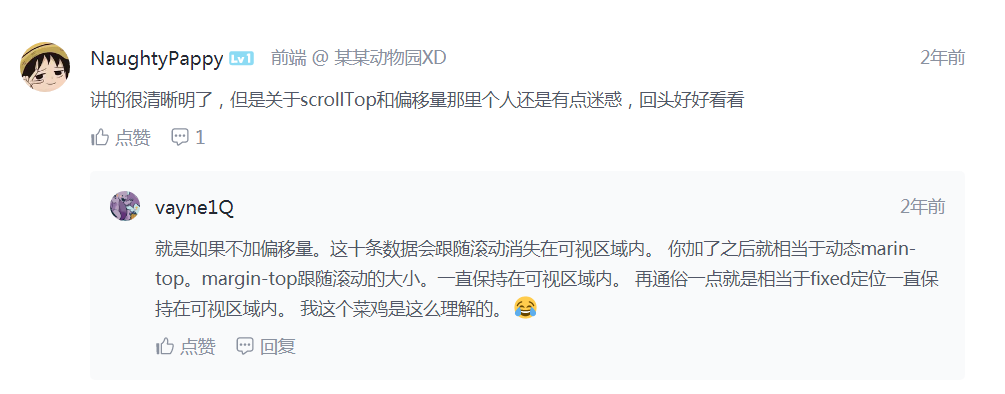 NaughtyPappy Lv1 前端 @ 某某动物园XD 2年前
讲的很清晰明了，但是关于scrollTop和偏移量那里个人还是有点迷惑，回头好好看看
点赞 1
vayne1Q 2年前
就是如果不加偏移量。这十条数据会跟随滚动消失在可视区域内。 你加了之后就相当于动态marin-
top。margin-top跟随滚动的大小。一直保持在可视区域内。 再通俗一点就是相当于fixed定位一直保
持在可视区域内。 我这个菜鸡是这么理解的。😂
点赞 回复